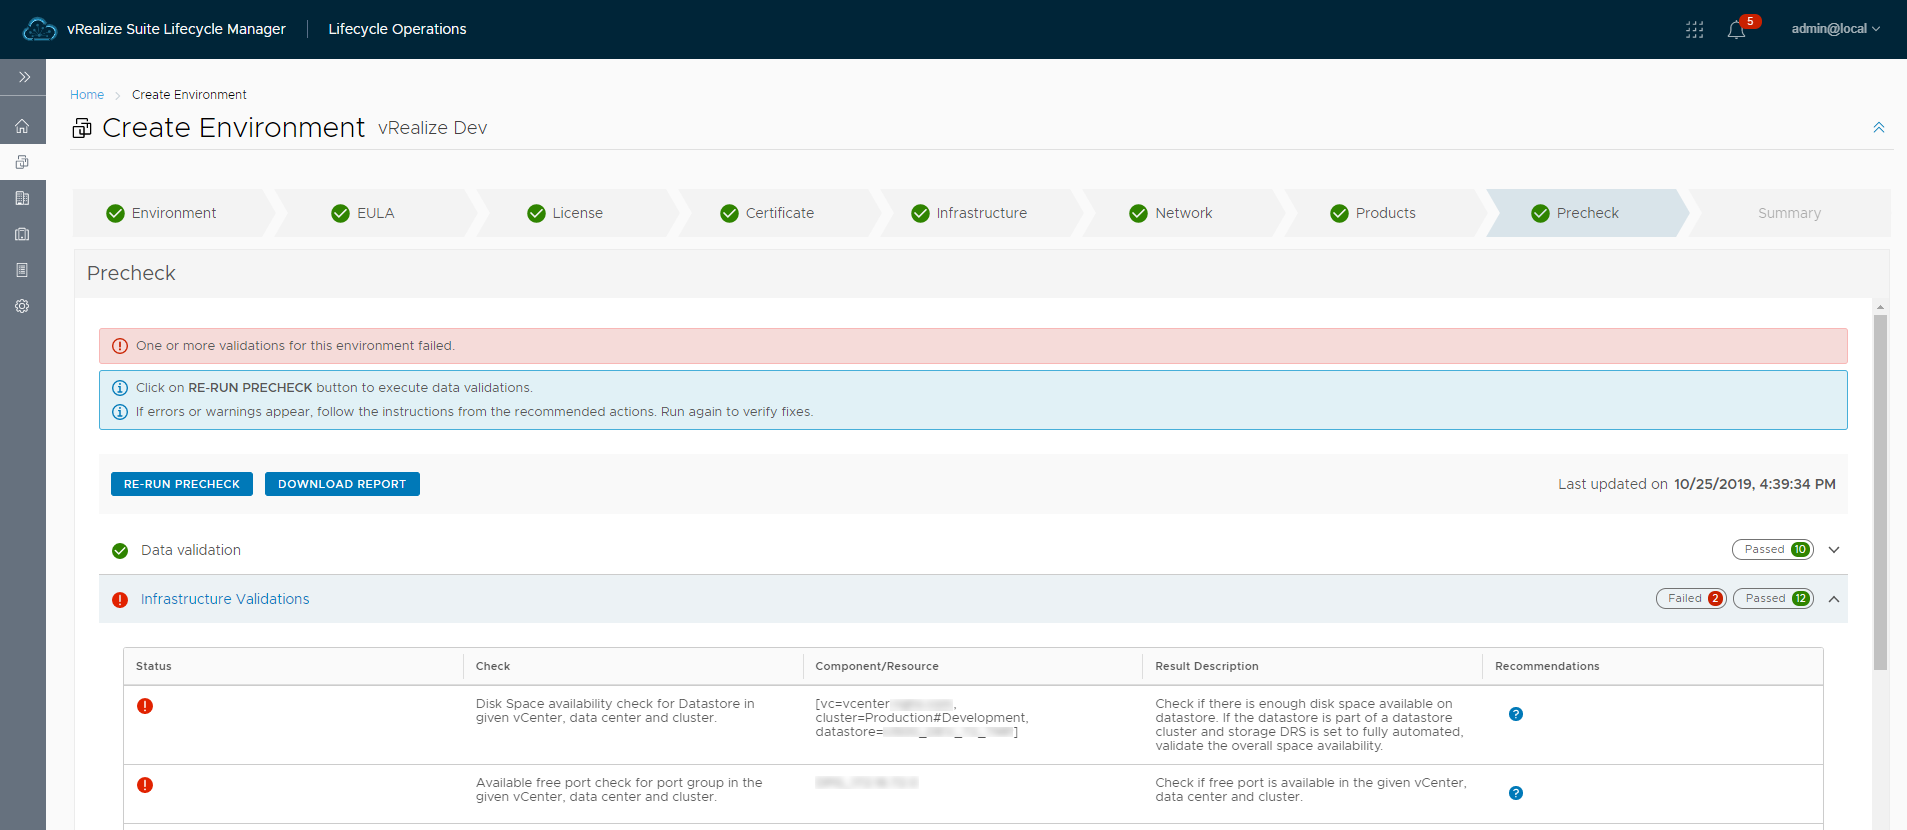 vRealize Suite Lifecycle Manager
Lifecycle Operations
5
admin@local
Home
Create Environment
Create Environment vRealize Dev
Environment
EULA
License
Certificate
Infrastructure
Network
Products
Precheck
Summary
Precheck
One or more validations for this environment failed.
Click on RE-RUN PRECHECK button to execute data validations.
If errors or warnings appear, follow the instructions from the recommended actions. Run again to verify fixes.
RE-RUN PRECHECK
DOWNLOAD REPORT
Last updated on 10/25/2019, 4:39:34 PM
Data validation
Passed 10
Infrastructure Validations
Failed 2
Passed 12
Status
Check
Component/Resource
Result Description
Recommendations
Disk Space availability check for Datastore in
given vCenter, data center and cluster.
[vc=vcenter ,
cluster=Production#Development,
datastore= ]
Check if there is enough disk space available on
datastore. If the datastore is part of a datastore
cluster and storage DRS is set to fully automated,
validate the overall space availability.
Available free port check for port group in the
given vCenter, data center and cluster.
Check if free port is available in the given vCenter,
data center and cluster.